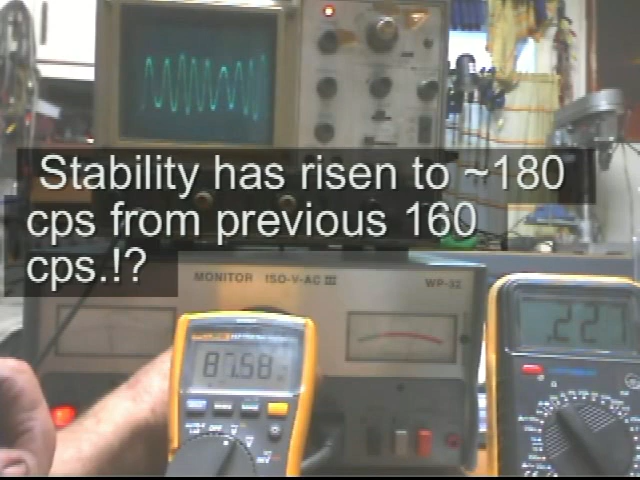 Stability has risen to ~180
cps from previous 160
cps.!?
MONITOR ISO-V-AC III
WP-32
87.58
.227